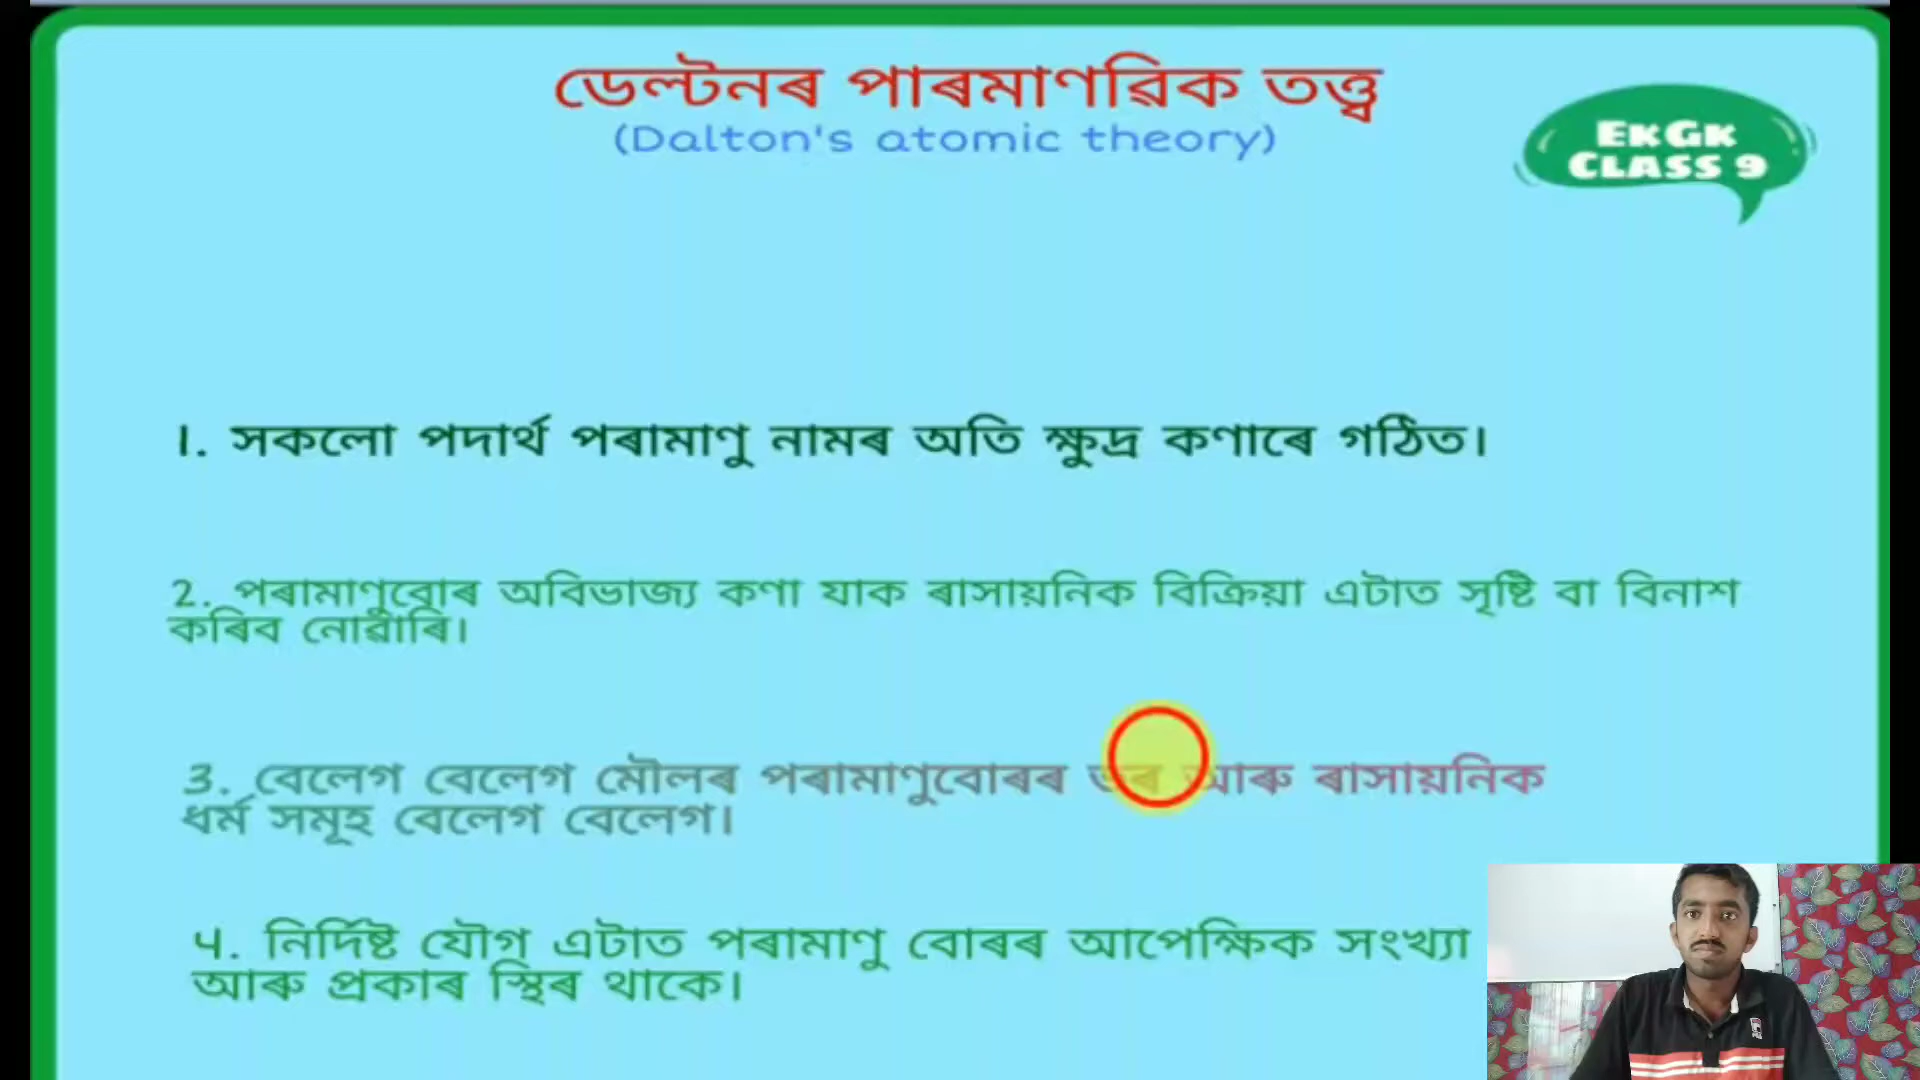 ডেল্টনৰ পাৰমাণৱিক তত্ত্ব
(Dalton's atomic theory)
EKGK
CLASS 9
1. সকলো পদাৰ্থ পৰামাণু নামৰ অতি ক্ষুদ্ৰ কণাৰে গঠিত।
2. পৰামাণুবোৰ অবিভাজ্য কণা যাক ৰাসায়নিক বিক্ৰিয়া এটাত সৃষ্টি বা বিনাশ
কৰিব নোৱাৰি।
3. বেলেগ বেলেগ মৌলৰ পৰামাণুবোৰৰ ভৰ আৰু ৰাসায়নিক
ধৰ্ম সমূহ বেলেগ বেলেগ।
4. নিৰ্দিষ্ট যৌগ এটাত পৰামাণু বোৰৰ আপেক্ষিক সংখ্যা
আৰু প্ৰকাৰ স্থিৰ থাকে।